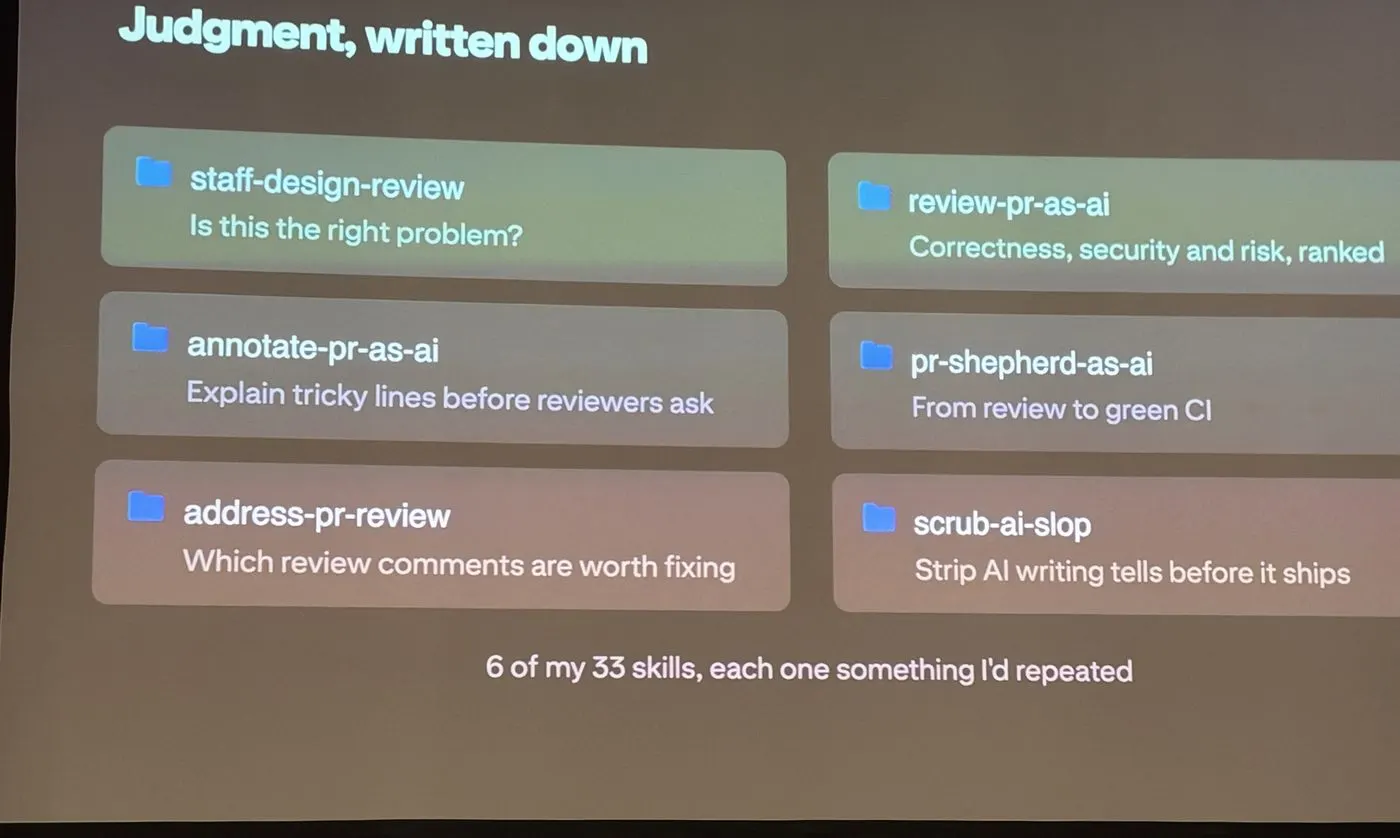 Judgment, written down
staff-design-review
Is this the right problem?
review-pr-as-ai
Correctness, security and risk, ranked
annotate-pr-as-ai
Explain tricky lines before reviewers ask
pr-shepherd-as-ai
From review to green CI
address-pr-review
Which review comments are worth fixing
scrub-ai-slop
Strip AI writing tells before it ships
6 of my 33 skills, each one something I'd repeated